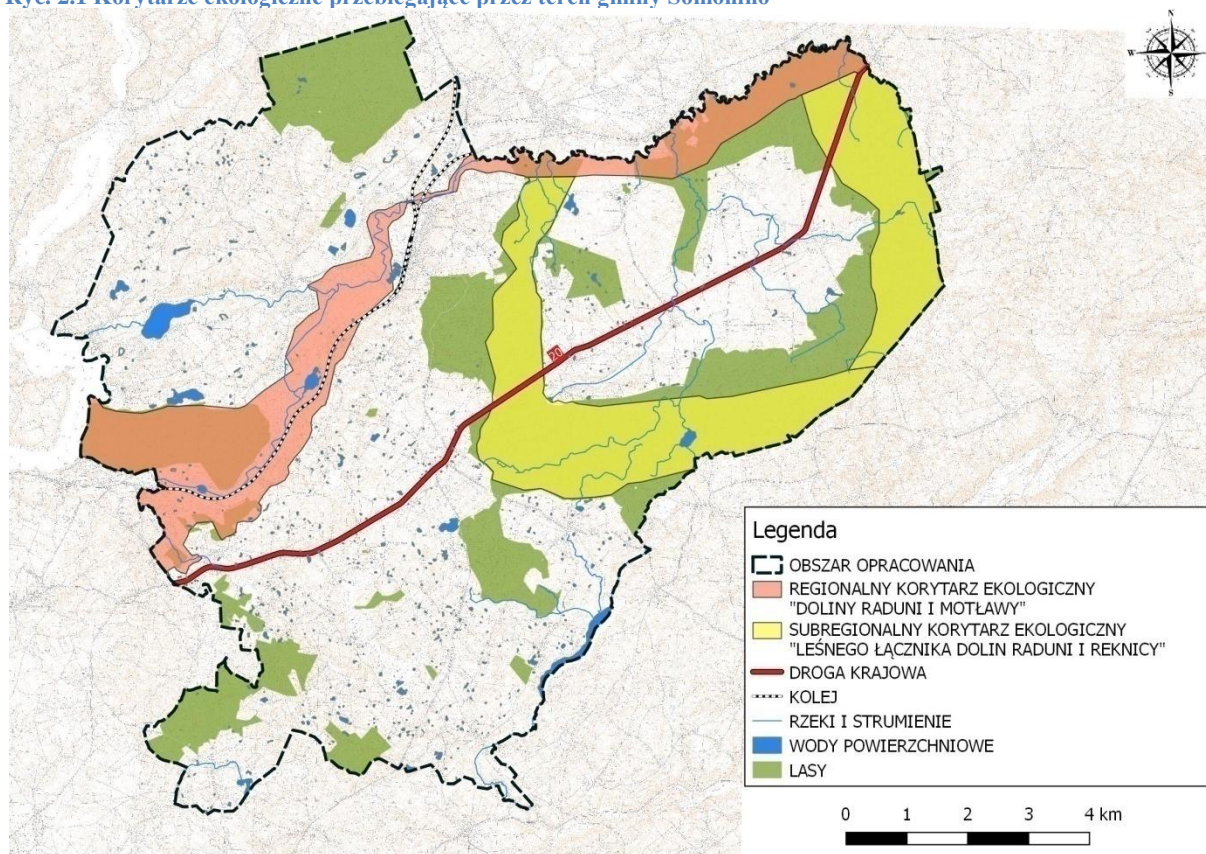 Ryc. 2.1 Korytarze ekologiczne przebiegające przez teren gminy Somonino
N
W
E
S
20
Legenda
OBSZAR OPRACOWANIA
REGIONALNY KORYTARZ EKOLOGICZNY
"DOLINY RADUNI I MOTŁAWY"
SUBREGIONALNY KORYTARZ EKOLOGICZNY
"LEŚNEGO ŁĄCZNIKA DOLIN RADUNI I REKNICY"
DROGA KRAJOWA
KOLEJ
RZEKI I STRUMIENIE
WODY POWIERZCHNIOWE
LASY
0 1 2 3 4 km